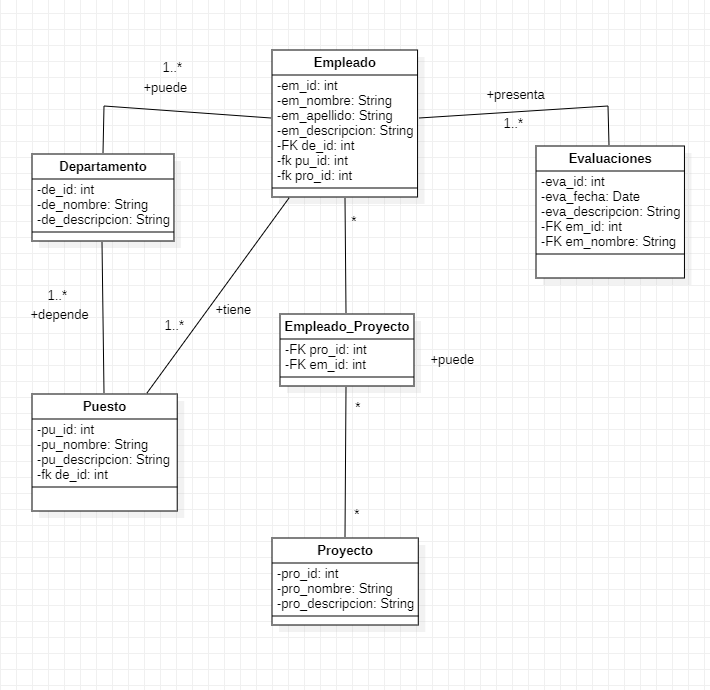 1..*
+puede
Empleado
-em_id: int
-em_nombre: String
-em_apellido: String
-em_descripcion: String
-FK de_id: int
-fk pu_id: int
-fk pro_id: int
+presenta
1..*
Departamento
-de_id: int
-de_nombre: String
-de_descripcion: String
Evaluaciones
-eva_id: int
-eva_fecha: Date
-eva_descripcion: String
-FK em_id: int
-FK em_nombre: String
*
1..*
+depende
+tiene
1..*
Empleado_Proyecto
-FK pro_id: int
-FK em_id: int
+puede
*
Puesto
-pu_id: int
-pu_nombre: String
-pu_descripcion: String
-fk de_id: int
*
Proyecto
-pro_id: int
-pro_nombre: String
-pro_descripcion: String